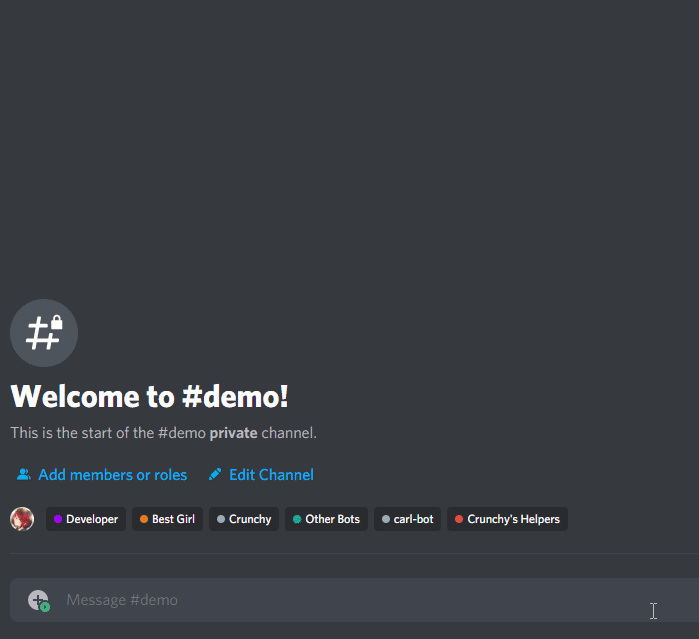 Welcome to #demo!
This is the start of the #demo private channel.
Add members or roles Edit Channel
Developer Best Girl Crunchy Other Bots carl-bot Crunchy's Helpers
Message #demo